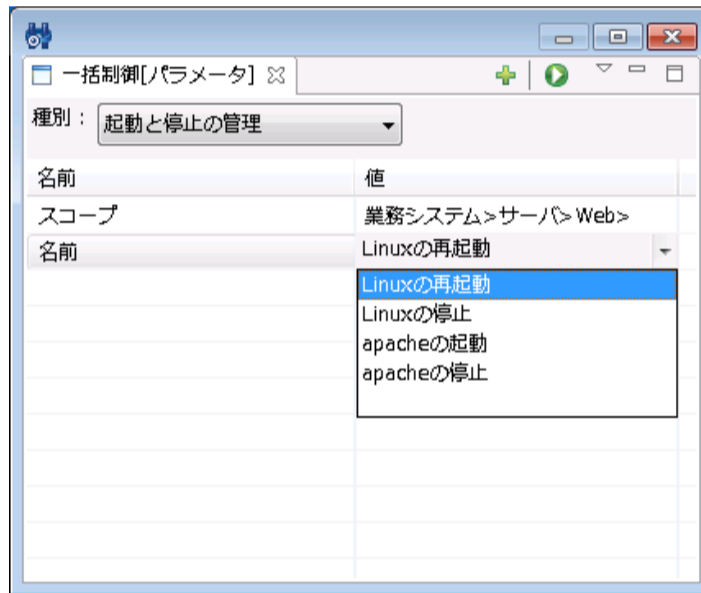 一括制御[パラメータ]
種別： 起動と停止の管理
名前 値
スコープ 業務システム>サーバ>Web>
名前 Linuxの再起動
Linuxの再起動
Linuxの停止
apacheの起動
apacheの停止